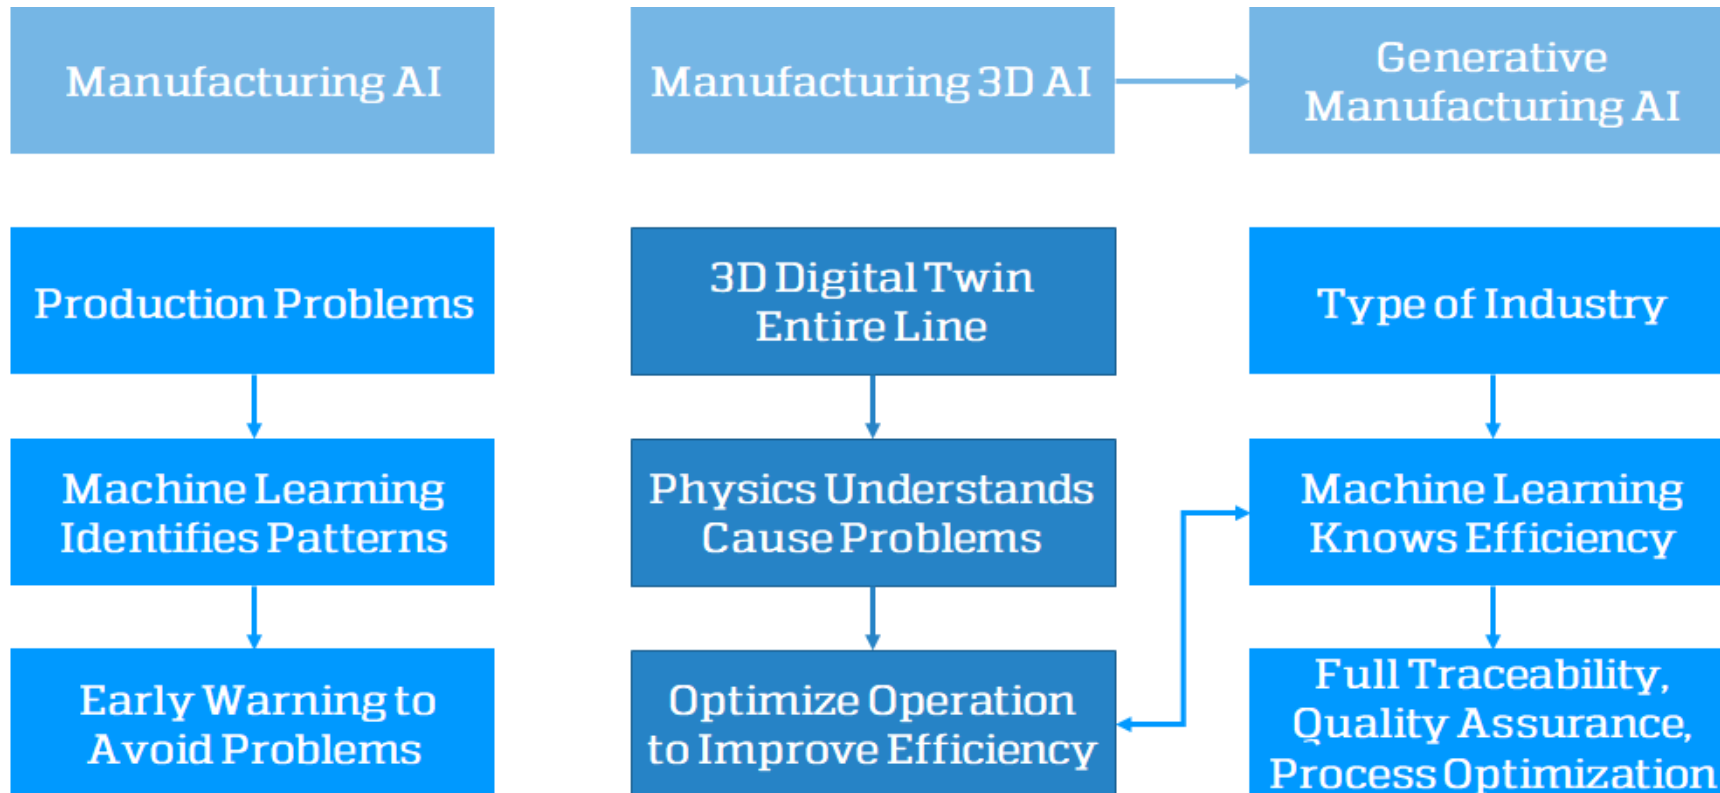 Manufacturing AI
Manufacturing 3D AI
Generative
Manufacturing AI
Production Problems
3D Digital Twin
Entire Line
Type of Industry
Machine Learning
Identifies Patterns
Physics Understands
Cause Problems
Machine Learning
Knows Efficiency
Early Warning to
Avoid Problems
Optimize Operation
to Improve Efficiency
Full Traceability,
Quality Assurance,
Process Optimization